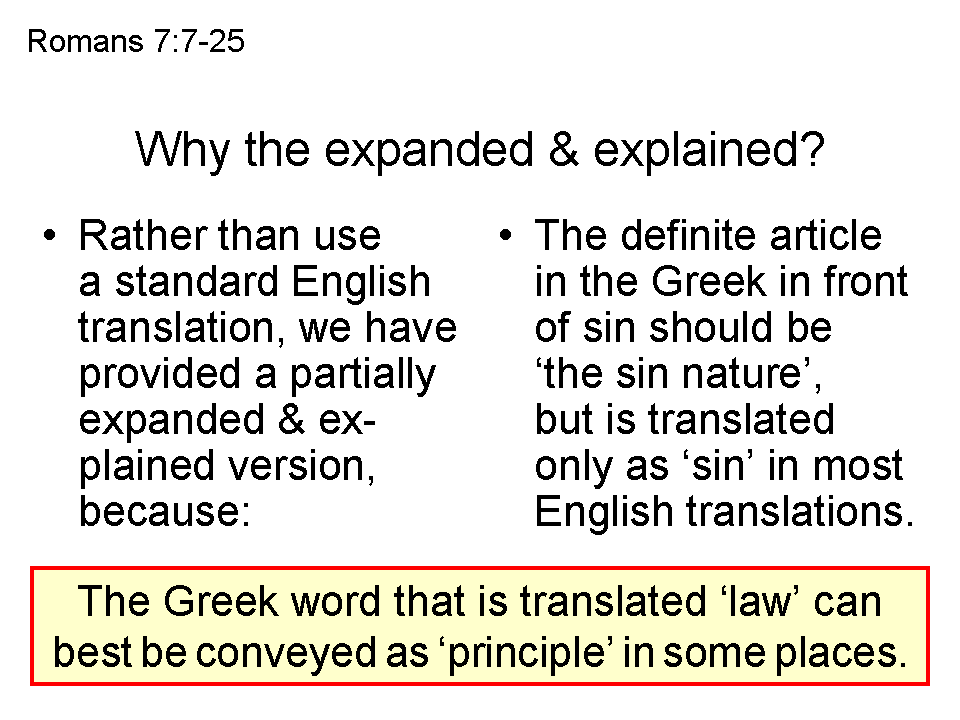 Romans 7:7-25
Why the expanded & explained?
• Rather than use
a standard English
translation, we have
provided a partially
expanded & ex-
plained version,
because:
• The definite article
in the Greek in front
of sin should be
‘the sin nature’,
but is translated
only as ‘sin’ in most
English translations.
The Greek word that is translated ‘law’ can
best be conveyed as ‘principle’ in some places.